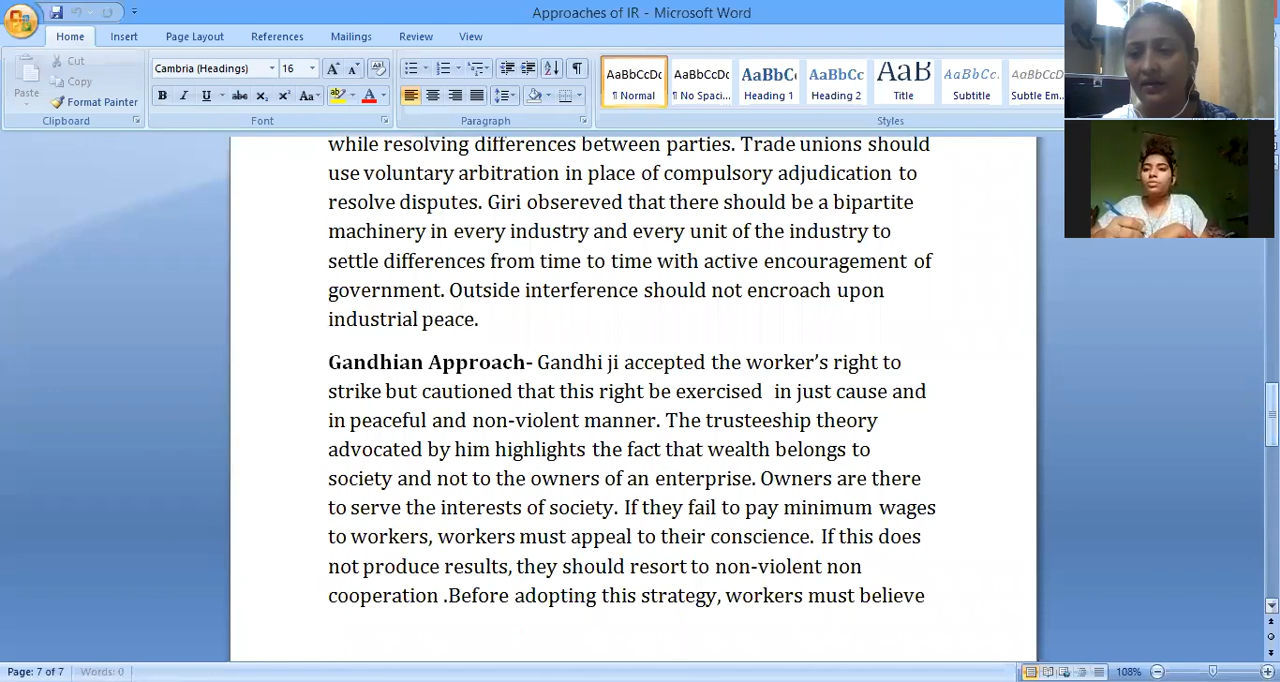 Approaches of IR - Microsoft Word
Home Insert Page Layout References Mailings Review View
Paste
Cut
Copy
Format Painter
Clipboard
Cambria (Headings) 16
Font
Paragraph
AaBbCcDc AaBbCcDc AaBbC AaBbCc AaB AaBbCc. AaBbCcD
¶ Normal ¶ No Spaci... Heading 1 Heading 2 Title Subtitle Subtle Em...
Styles
while resolving differences between parties. Trade unions should
use voluntary arbitration in place of compulsory adjudication to
resolve disputes. Giri obsereved that there should be a bipartite
machinery in every industry and every unit of the industry to
settle differences from time to time with active encouragement of
government. Outside interference should not encroach upon
industrial peace.
Gandhian Approach- Gandhi ji accepted the worker’s right to
strike but cautioned that this right be exercised in just cause and
in peaceful and non-violent manner. The trusteeship theory
advocated by him highlights the fact that wealth belongs to
society and not to the owners of an enterprise. Owners are there
to serve the interests of society. If they fail to pay minimum wages
to workers, workers must appeal to their conscience. If this does
not produce results, they should resort to non-violent non
cooperation .Before adopting this strategy, workers must believe
Page: 7 of 7 Words: 0
108%